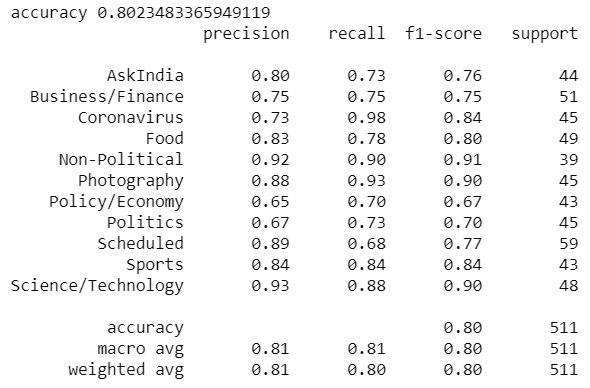 accuracy 0.8023483365949119
precision recall f1-score support
AskIndia 0.80 0.73 0.76 44
Business/Finance 0.75 0.75 0.75 51
Coronavirus 0.73 0.98 0.84 45
Food 0.83 0.78 0.80 49
Non-Political 0.92 0.90 0.91 39
Photography 0.88 0.93 0.90 45
Policy/Economy 0.65 0.70 0.67 43
Politics 0.67 0.73 0.70 45
Scheduled 0.89 0.68 0.77 59
Sports 0.84 0.84 0.84 43
Science/Technology 0.93 0.88 0.90 48
accuracy 0.80 511
macro avg 0.81 0.81 0.80 511
weighted avg 0.81 0.80 0.80 511